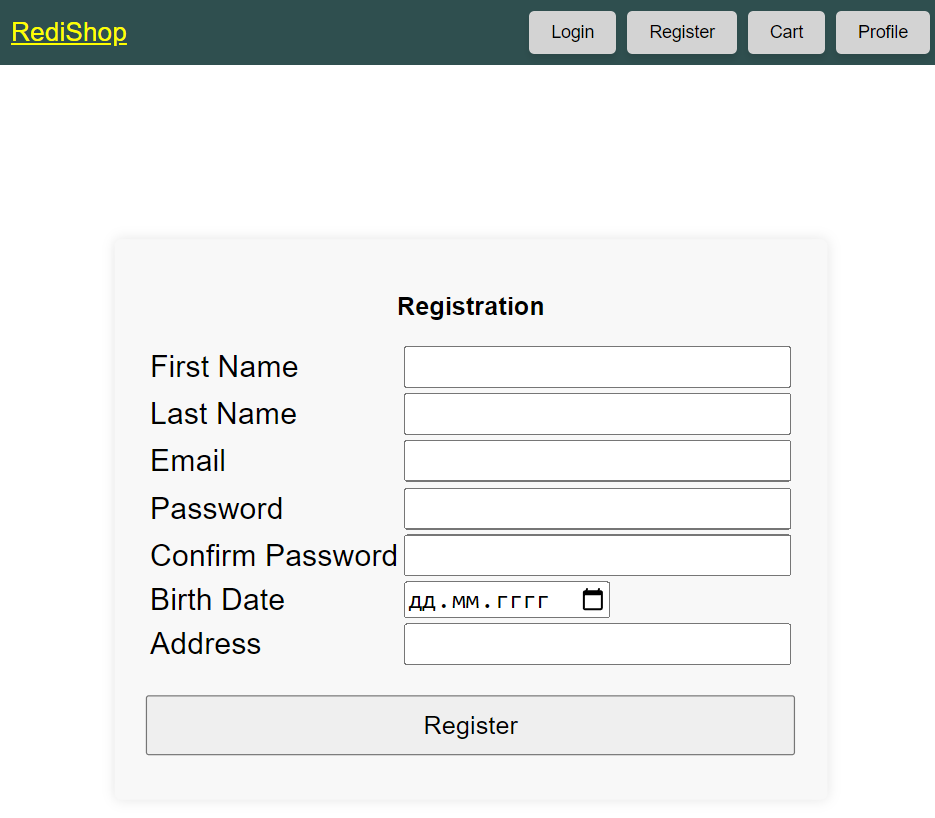 RediShop Login Register Cart Profile
Registration
First Name
Last Name
Email
Password
Confirm Password
Birth Date дд.мм.гггг
Address
Register